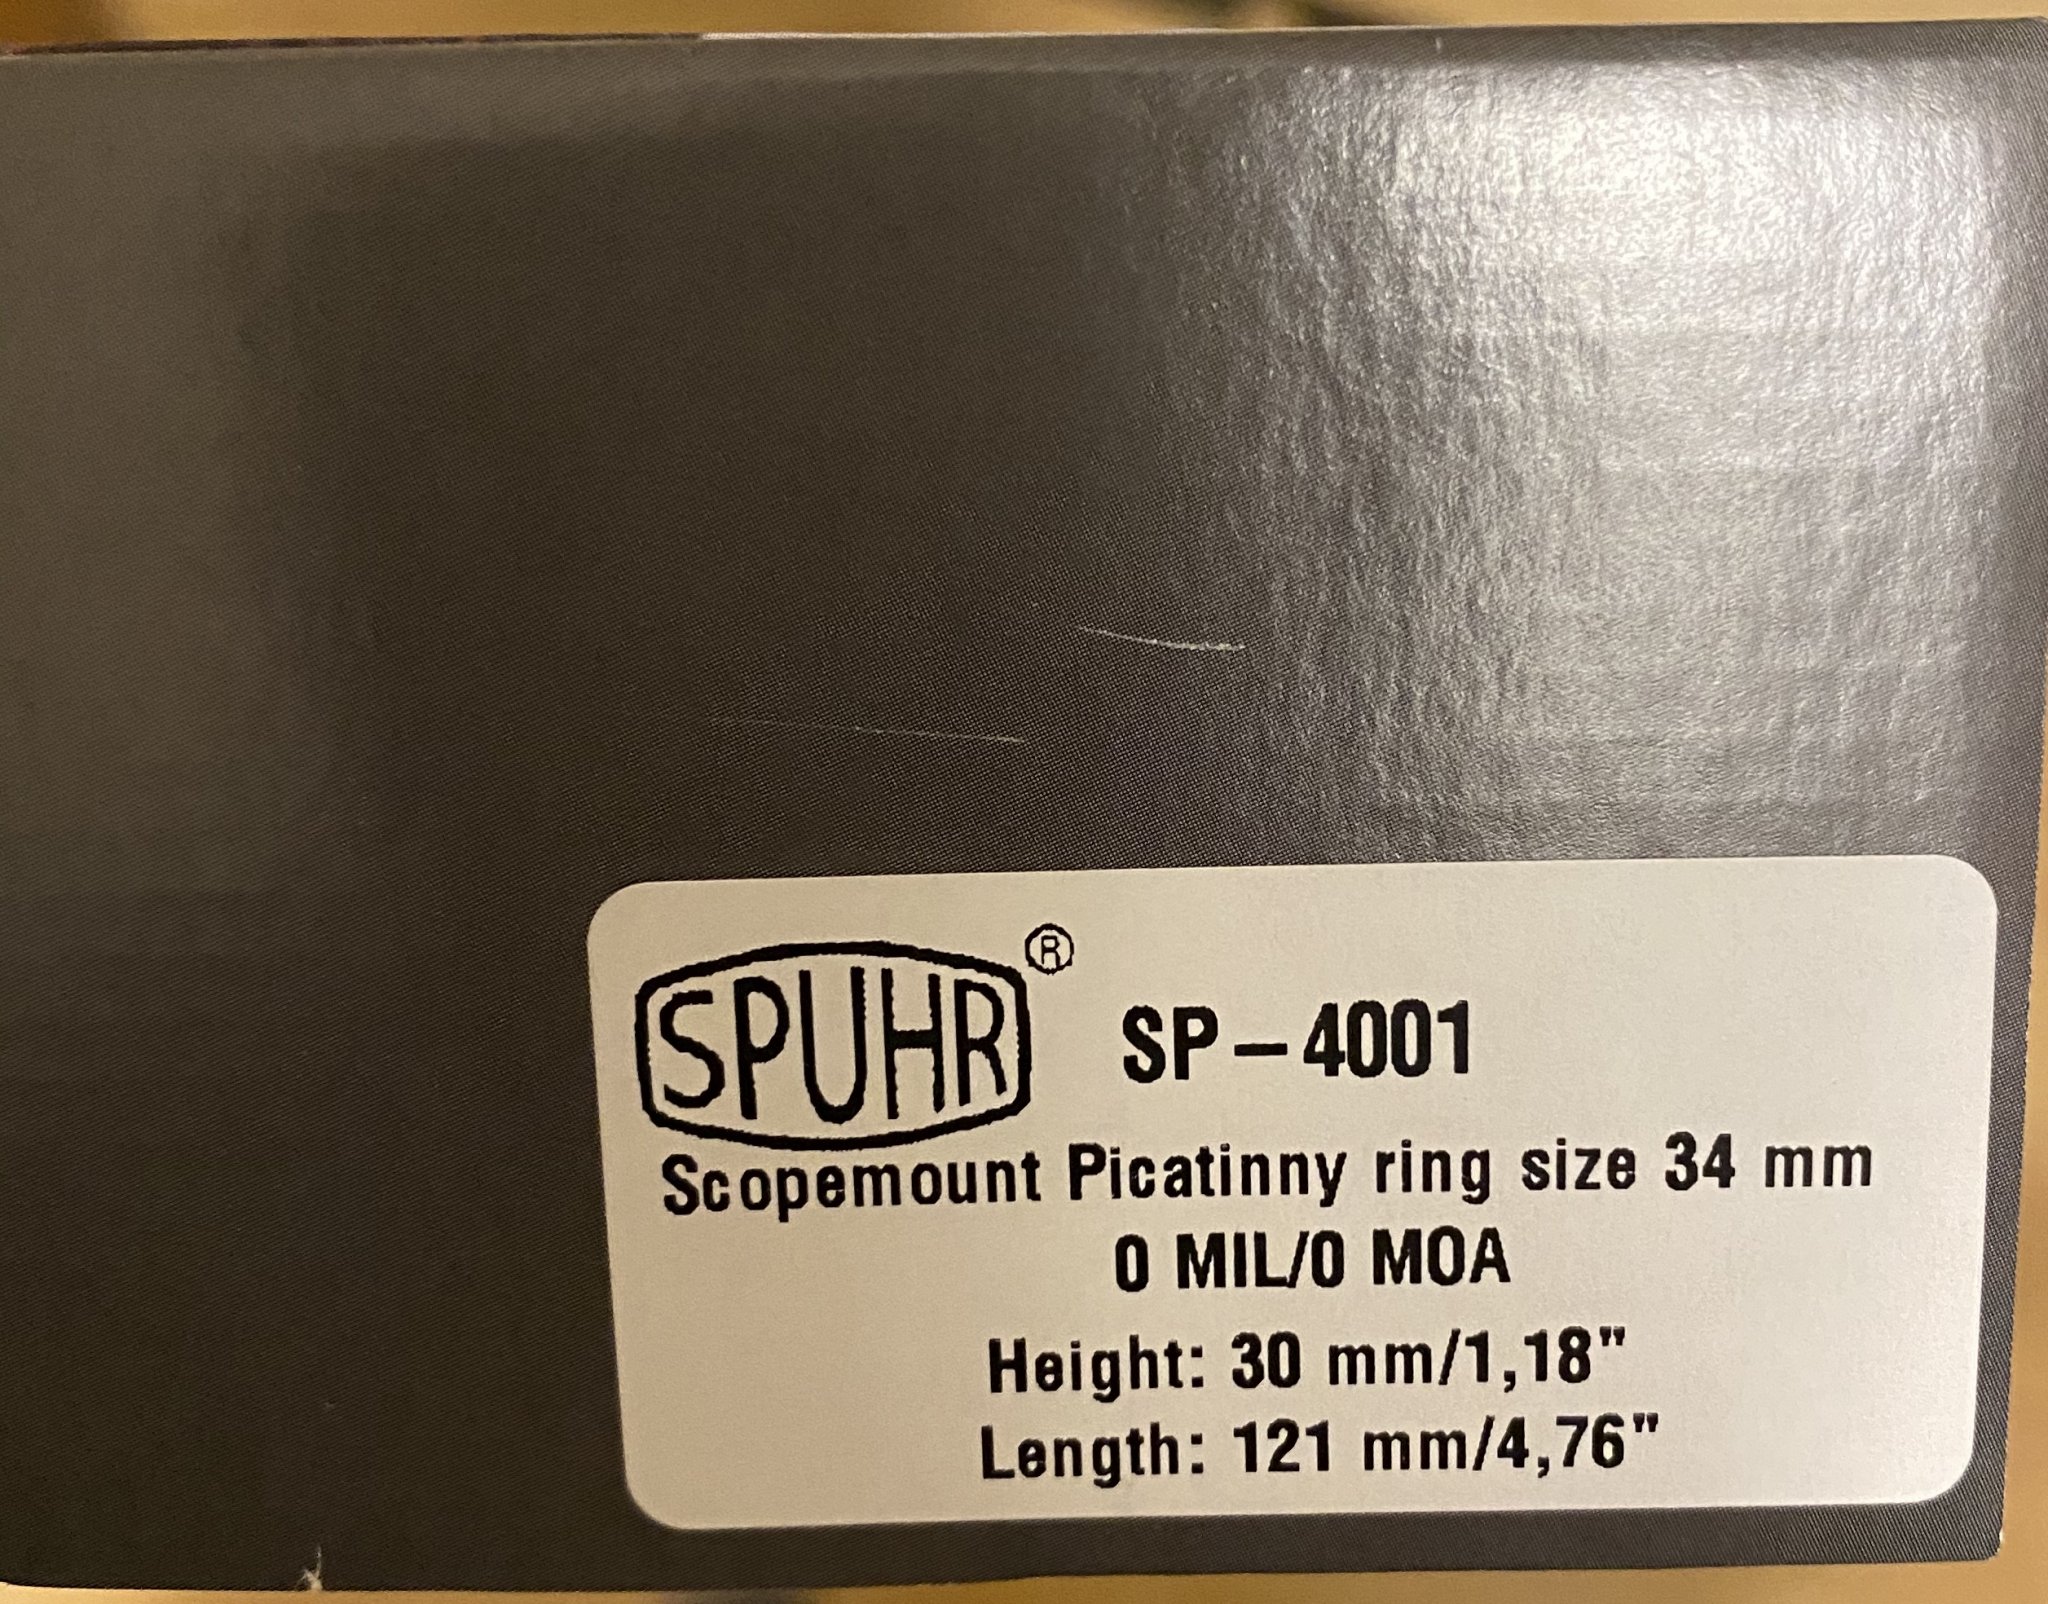 SPUHR® SP-4001
Scopemount Picatinny ring size 34 mm
0 MIL/0 MOA
Height: 30 mm/1,18"
Length: 121 mm/4,76"